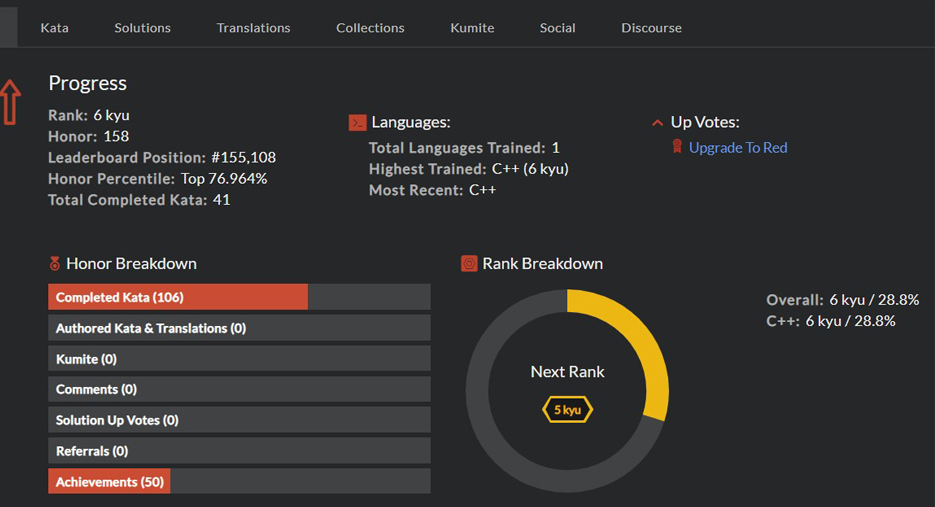 Kata Solutions Translations Collections Kumite Social Discourse
Progress
Rank: 6 kyu
Honor: 158
Leaderboard Position: #155,108
Honor Percentile: Top 76.964%
Total Completed Kata: 41
Languages:
Total Languages Trained: 1
Highest Trained: C++ (6 kyu)
Most Recent: C++
Up Votes:
Upgrade To Red
Honor Breakdown
Completed Kata (106)
Authored Kata & Translations (0)
Kumite (0)
Comments (0)
Solution Up Votes (0)
Referrals (0)
Achievements (50)
Rank Breakdown
Next Rank
5 kyu
Overall: 6 kyu / 28.8%
C++: 6 kyu / 28.8%